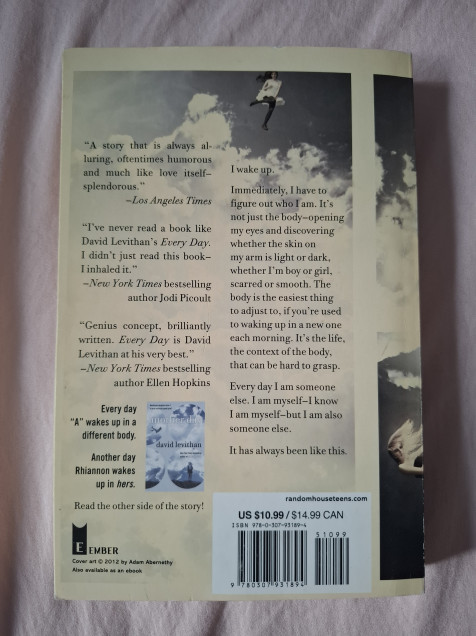 “A story that is always al-
luring, oftentimes humorous
and much like love itself–
splendorous.”
–Los Angeles Times
“I’ve never read a book like
David Levithan’s Every Day.
I didn’t just read this book–
I inhaled it.”
–New York Times bestselling
author Jodi Picoult
“Genius concept, brilliantly
written. Every Day is David
Levithan at his very best.”
–New York Times bestselling
author Ellen Hopkins
Every day
“A” wakes up in a
different body.
Another day
Rhiannon wakes
up in hers.
another day
david levithan
Read the other side of the story!
I wake up.
Immediately, I have to
figure out who I am. It’s
not just the body–opening
my eyes and discovering
whether the skin on
my arm is light or dark,
whether I’m boy or girl,
scarred or smooth. The
body is the easiest thing
to adjust to, if you’re used
to waking up in a new one
each morning. It’s the life,
the context of the body,
that can be hard to grasp.
Every day I am someone
else. I am myself–I know
I am myself–but I am also
someone else.
It has always been like this.
E EMBER
Cover art © 2012 by Adam Abernethy
Also available as an ebook
randomhouseteens.com
US $10.99 / $14.99 CAN
ISBN 978-0-307-93189-4
51099
9 780307 931894